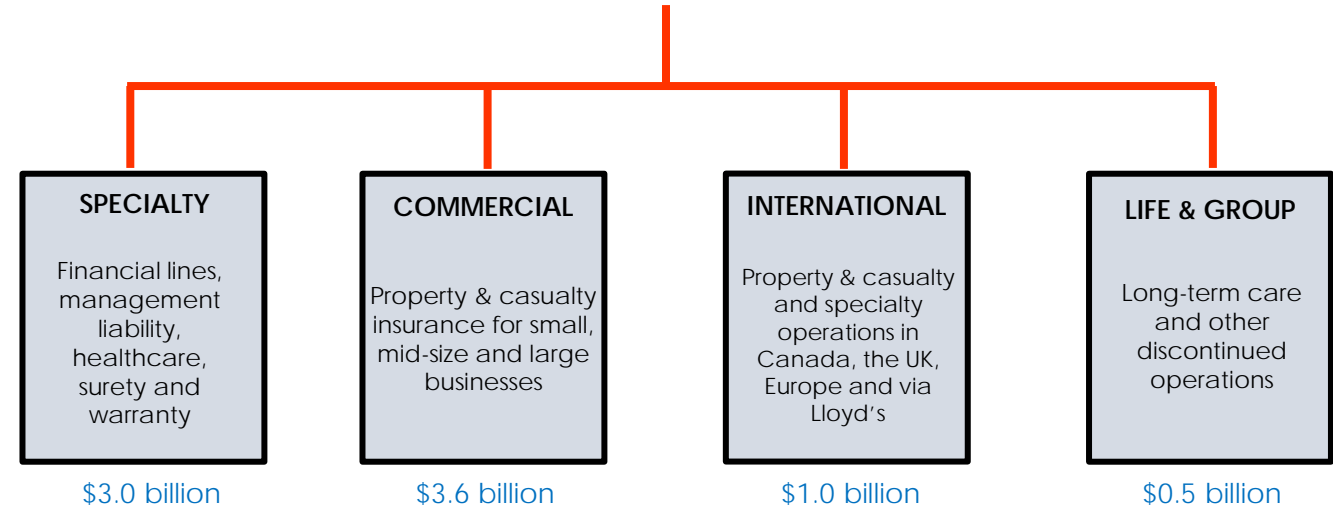 SPECIALTY
Financial lines,
management
liability,
healthcare,
surety and
warranty
$3.0 billion
COMMERCIAL
Property & casualty
insurance for small,
mid-size and large
businesses
$3.6 billion
INTERNATIONAL
Property & casualty
and specialty
operations in
Canada, the UK,
Europe and via
Lloyd’s
$1.0 billion
LIFE & GROUP
Long-term care
and other
discontinued
operations
$0.5 billion